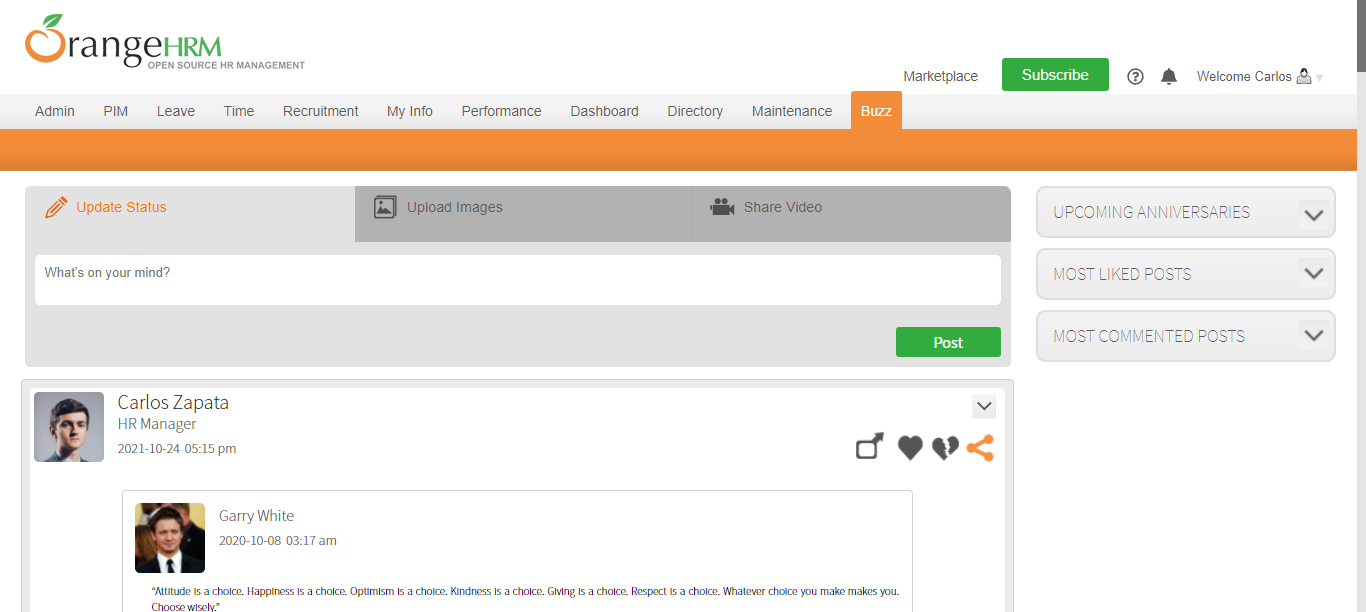 OrangeHRM
OPEN SOURCE HR MANAGEMENT
Marketplace
Subscribe
Welcome Carlos
Admin PIM Leave Time Recruitment My Info Performance Dashboard Directory Maintenance Buzz
Update Status
Upload Images
Share Video
What's on your mind?
Post
UPCOMING ANNIVERSARIES
MOST LIKED POSTS
MOST COMMENTED POSTS
Carlos Zapata
HR Manager
2021-10-24 05:15 pm
Garry White
2020-10-08 03:17 am
“Attitude is a choice. Happiness is a choice. Optimism is a choice. Kindness is a choice. Giving is a choice. Respect is a choice. Whatever choice you make makes you.
Choose wisely.”